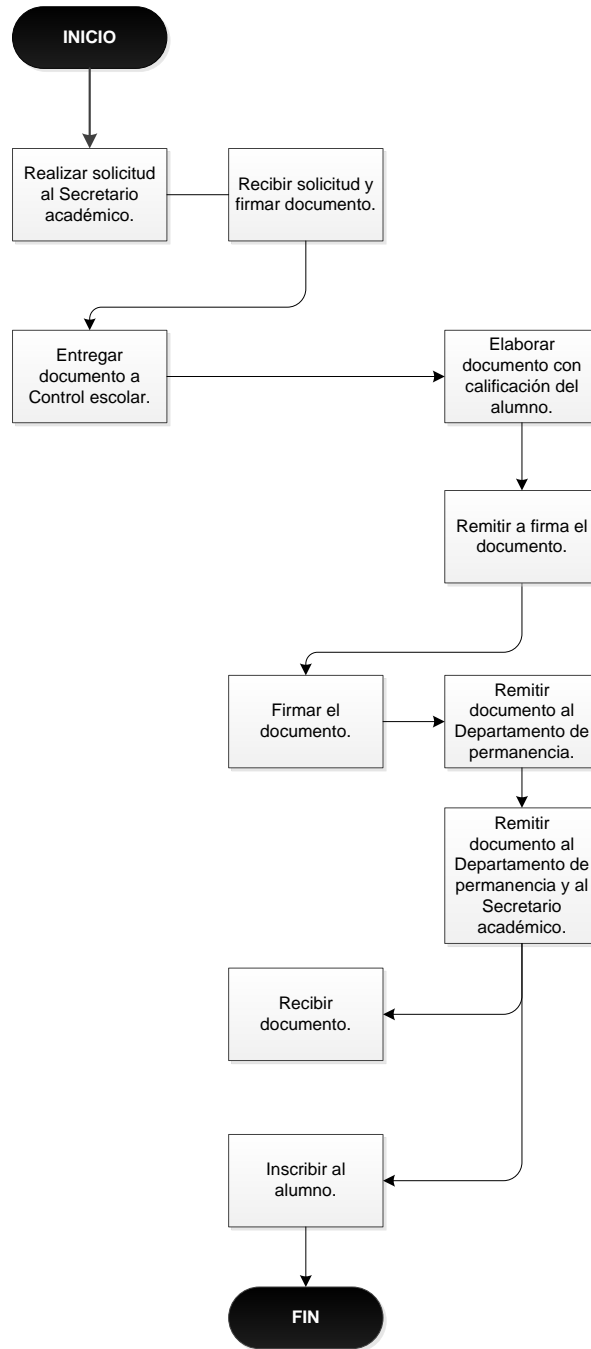 INICIO
Realizar solicitud
al Secretario
académico.
Recibir solicitud y
firmar documento.
Entregar
documento a
Control escolar.
Elaborar
documento con
calificación del
alumno.
Remitir a firma el
documento.
Firmar el
documento.
Remitir
documento al
Departamento de
permanencia.
Remitir
documento al
Departamento de
permanencia y al
Secretario
académico.
Recibir
documento.
Inscribir al
alumno.
FIN